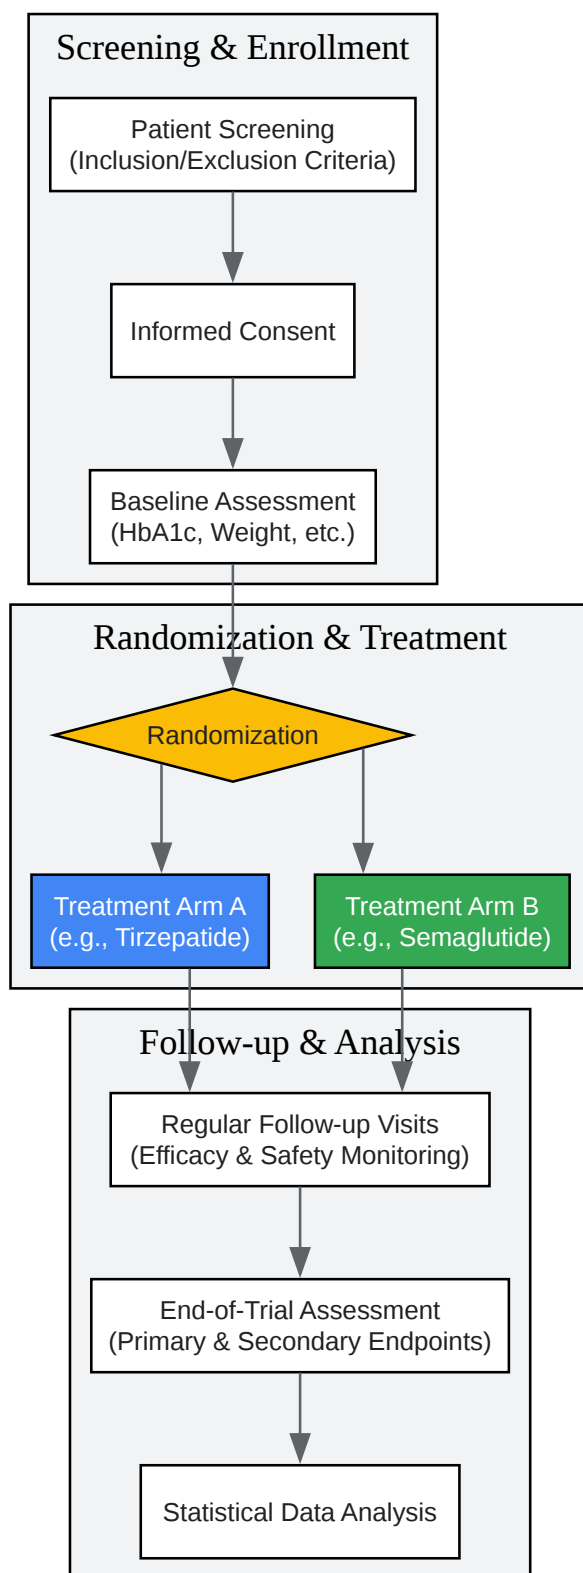 Screening & Enrollment
Patient Screening
(Inclusion/Exclusion Criteria)
Informed Consent
Baseline Assessment
(HbA1c, Weight, etc.)
Randomization & Treatment
Randomization
Treatment Arm A
(e.g., Tirzepatide)
Treatment Arm B
(e.g., Semaglutide)
Follow-up & Analysis
Regular Follow-up Visits
(Efficacy & Safety Monitoring)
End-of-Trial Assessment
(Primary & Secondary Endpoints)
Statistical Data Analysis